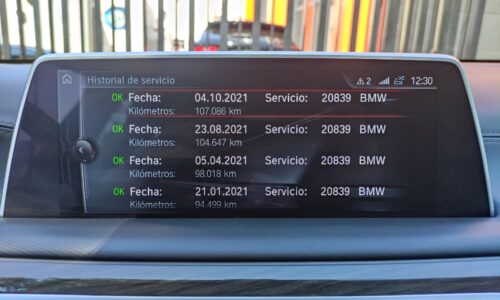 Historial de servicio 2 12:30
OK Fecha: 04.10.2021 Servicio: 20839 BMW
Kilómetros: 107.086 km
OK Fecha: 23.08.2021 Servicio: 20839 BMW
Kilómetros: 104.647 km
OK Fecha: 05.04.2021 Servicio: 20839 BMW
Kilómetros: 98.018 km
OK Fecha: 21.01.2021 Servicio: 20839 BMW
Kilómetros: 94.499 km